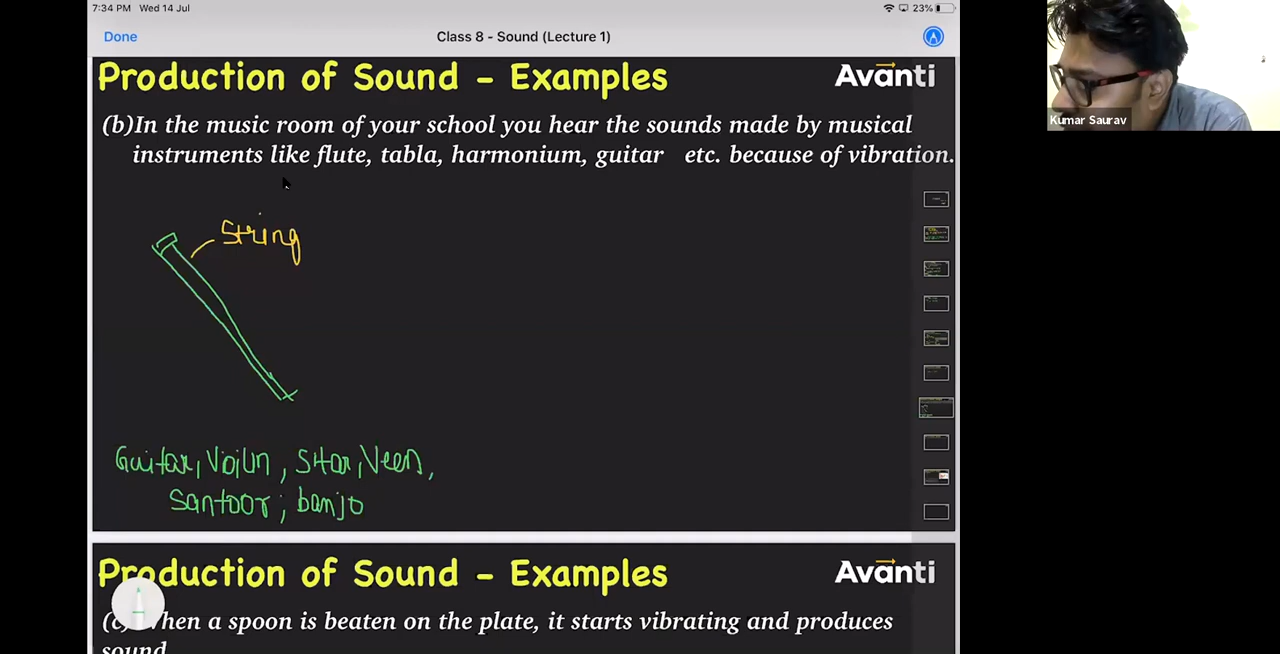 7:34 PM Wed 14 Jul
23%
Done
Class 8 - Sound (Lecture 1)
Production of Sound - Examples
Avanti
Kumar Saurav
(b)In the music room of your school you hear the sounds made by musical
instruments like flute, tabla, harmonium, guitar etc. because of vibration.
String
Guitar, Voilin, Sitar, Veen,
Santoor; banjo
Production of Sound - Examples
Avanti
(c) When a spoon is beaten on the plate, it starts vibrating and produces
sound